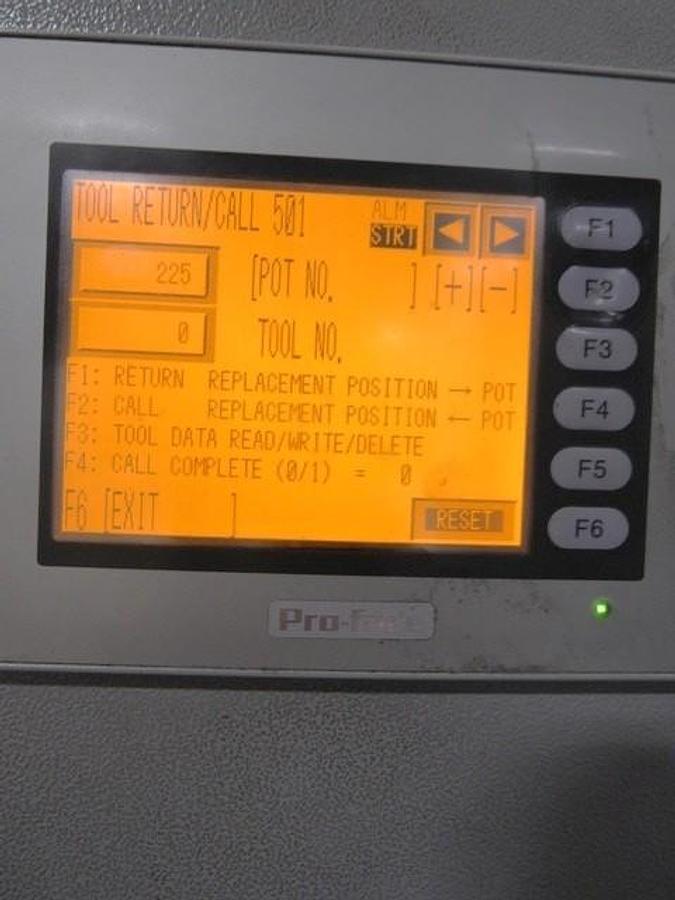 TOOL RETURN/CALL 501
ALM
STRT
◀ ▶
F1
225 [POT NO. ] [+][-]
F2
0 TOOL NO.
F3
F1: RETURN REPLACEMENT POSITION → POT
F2: CALL REPLACEMENT POSITION ← POT
F4
F3: TOOL DATA READ/WRITE/DELETE
F4: CALL COMPLETE (0/1) = 0
F5
F6 [EXIT ] RESET
F6
Pro-face